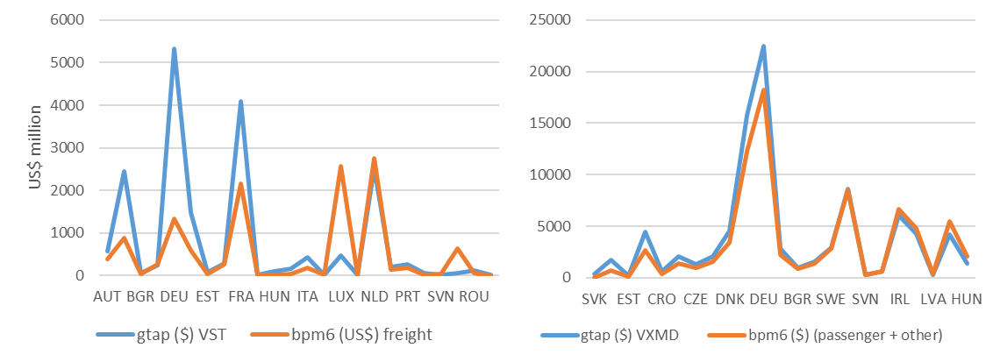 US$ million
6000
5000
4000
3000
2000
1000
0
AUT BGR DEU EST FRA HUN ITA LUX NLD PRT SVN ROU
gtap ($) VST bpm6 (US$) freight
25000
20000
15000
10000
5000
0
SVK EST CRO CZE DNK DEU BGR SWE SVN IRL LVA HUN
gtap ($) VXMD bpm6 ($) (passenger + other)